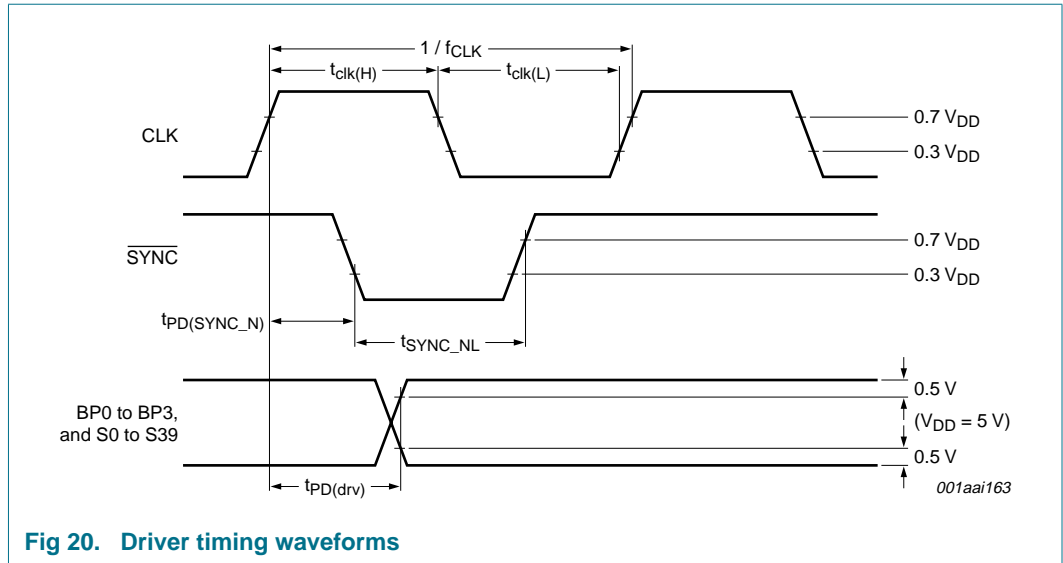 1 / fCLK
tclk(H)
tclk(L)
CLK
0.7 VDD
0.3 VDD
SYNC
0.7 VDD
0.3 VDD
tPD(SYNC_N)
tSYNC_NL
BP0 to BP3,
and S0 to S39
0.5 V
(VDD = 5 V)
0.5 V
tPD(drv)
001aai163
Fig 20. Driver timing waveforms